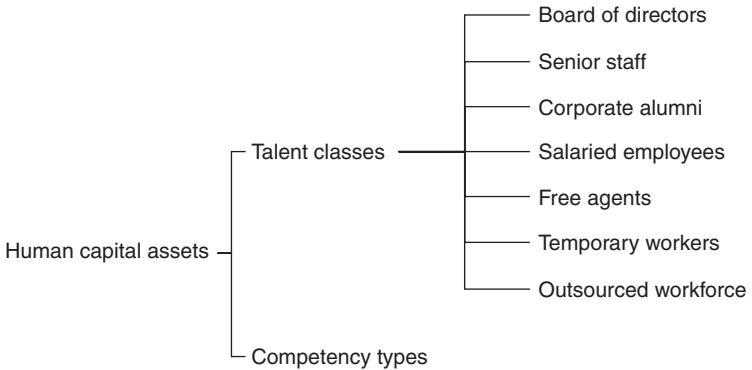 Board of directors
Senior staff
Corporate alumni
Talent classes
Salaried employees
Free agents
Temporary workers
Human capital assets
Outsourced workforce
Competency types